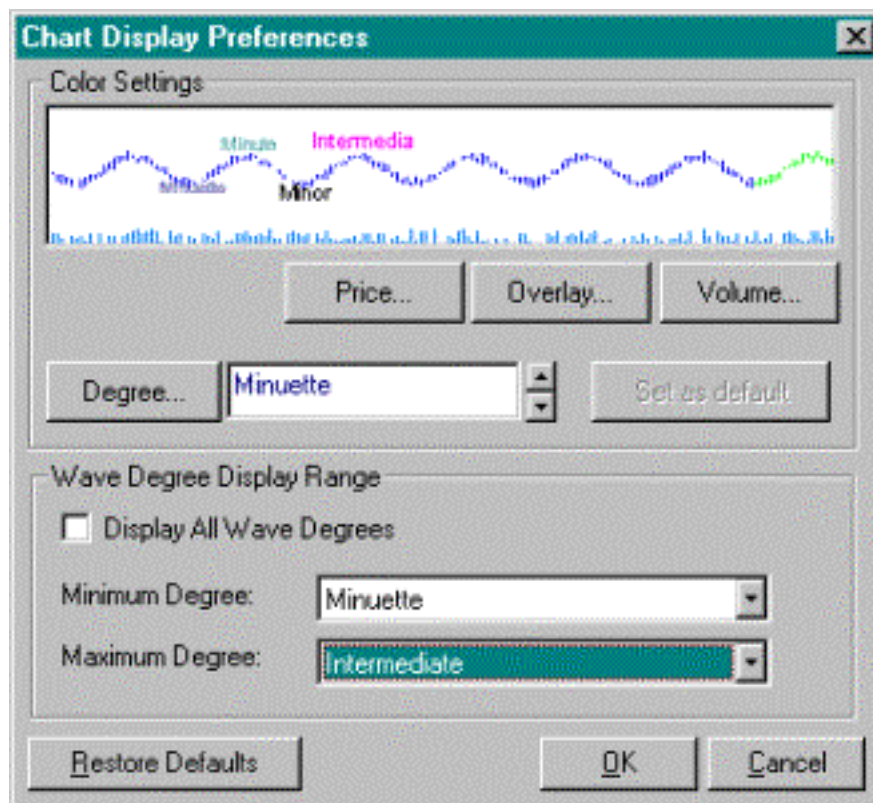 Chart Display Preferences
Color Settings
Minute Intermedia
Minor
Price... Overlay... Volume...
Degree... Minuette Set as default
Wave Degree Display Range
Display All Wave Degrees
Minimum Degree: Minuette
Maximum Degree: Intermediate
Restore Defaults OK Cancel